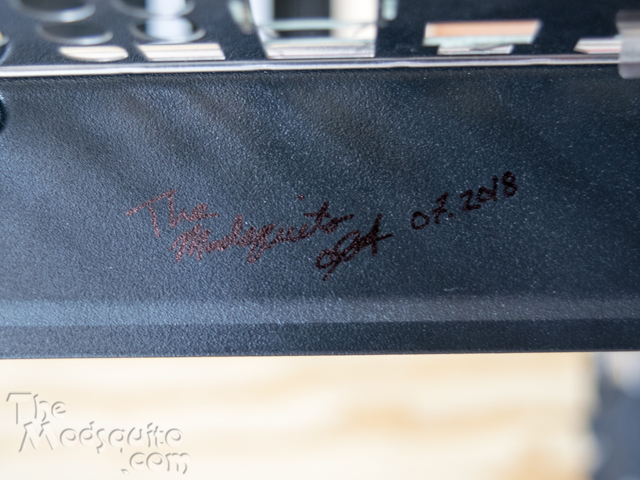 The 07.2018
Modsquito
The
Modsquito
.com